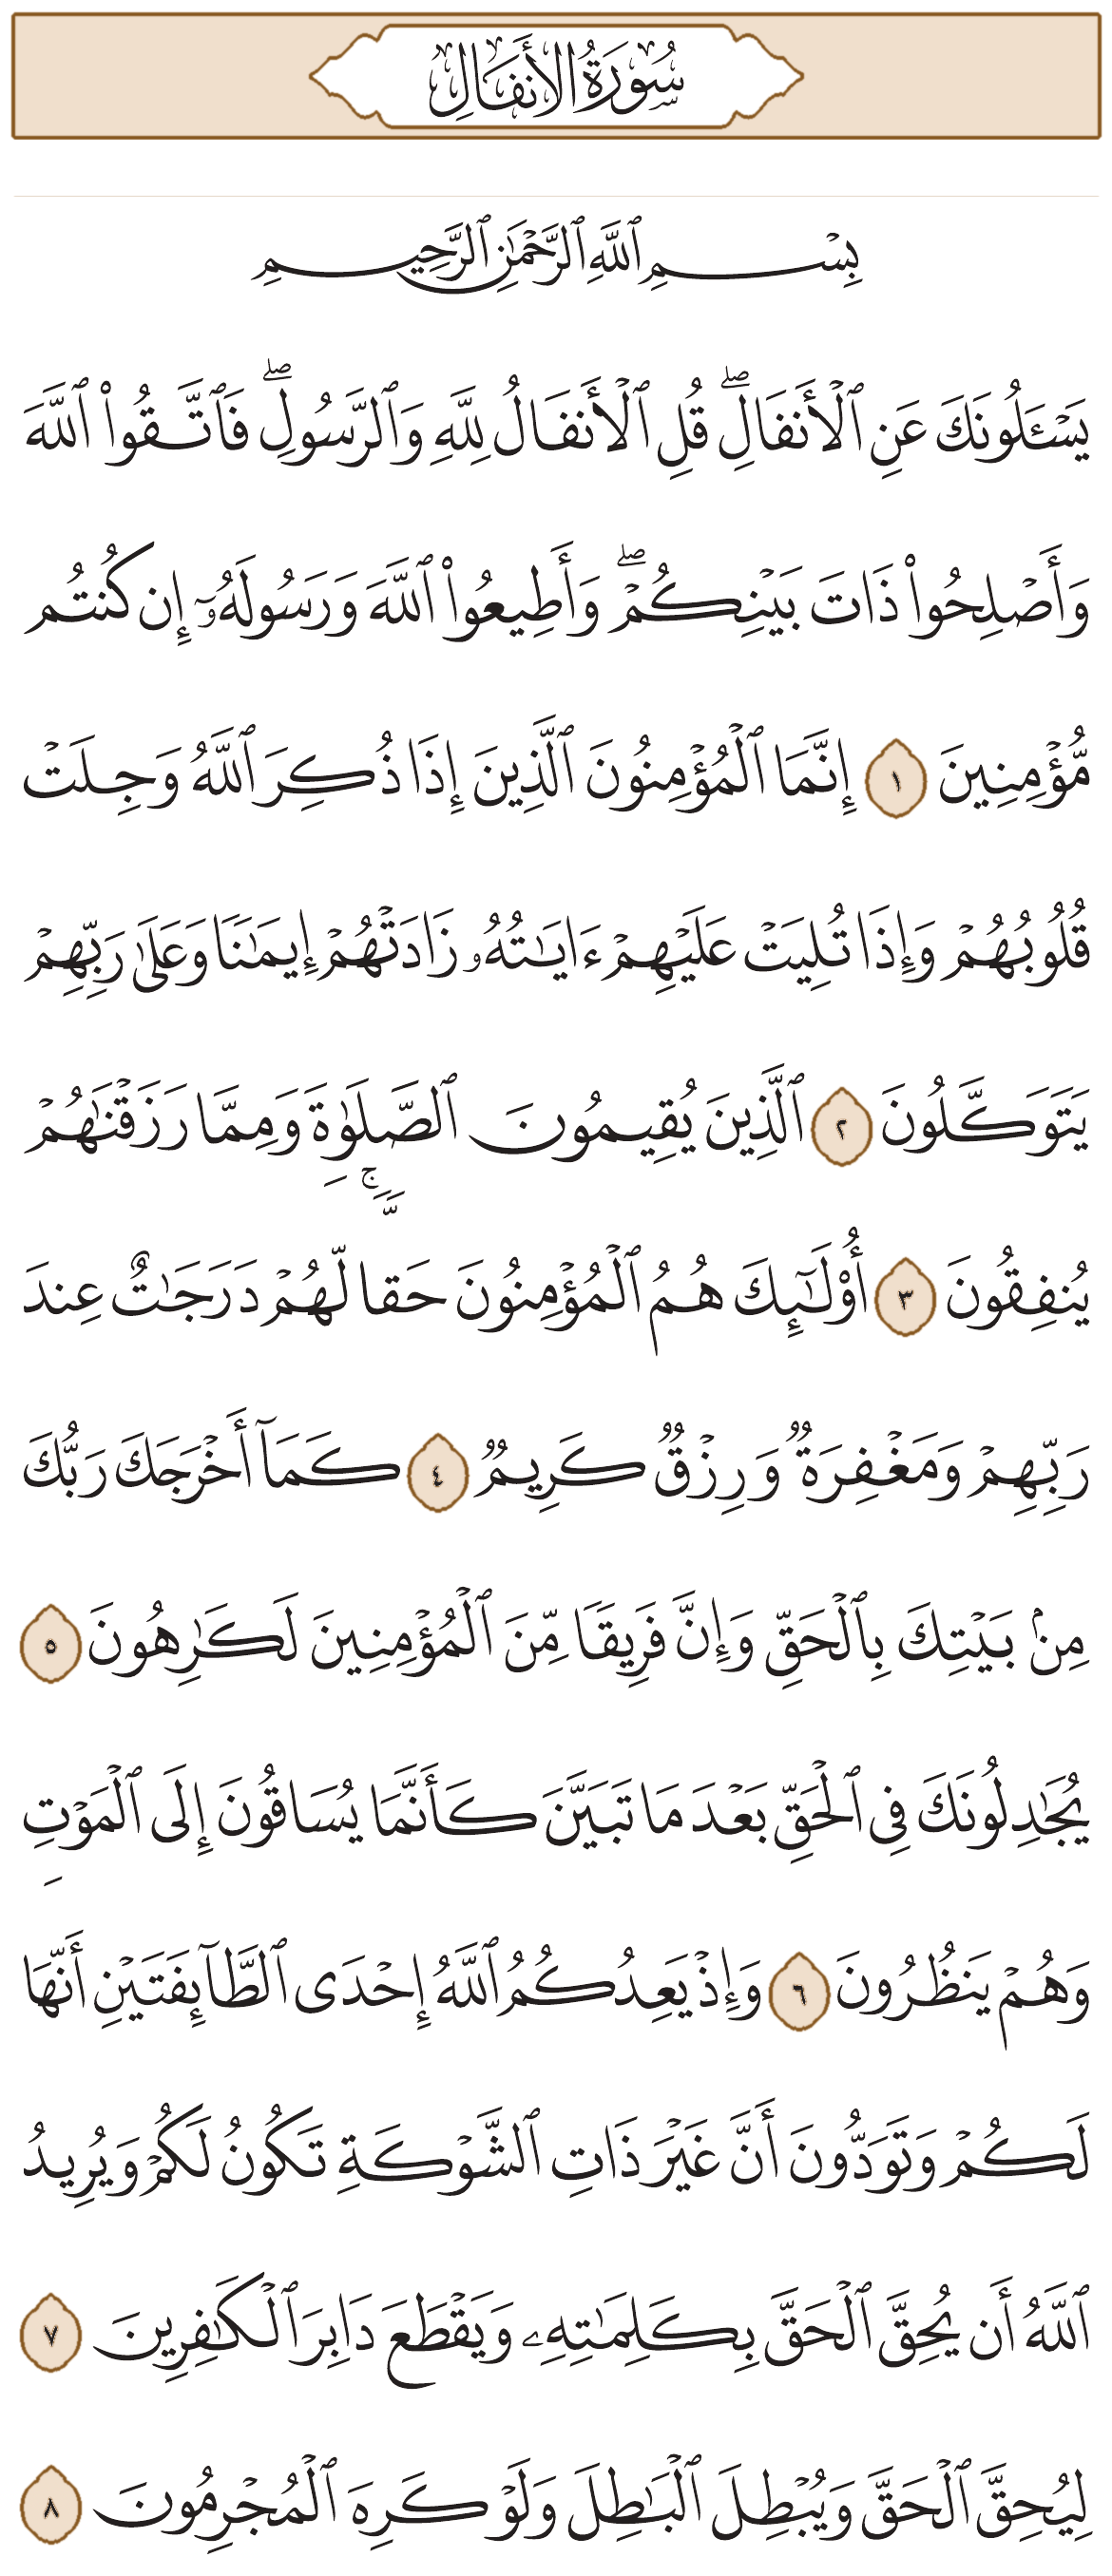 سُورَةُ الأَنفَالِ
بِسْمِ ٱللَّهِ ٱلرَّحْمَٰنِ ٱلرَّحِيمِ
يَسْـَٔلُونَكَ عَنِ ٱلْأَنفَالِۖ قُلِ ٱلْأَنفَالُ لِلَّهِ وَٱلرَّسُولِۖ فَٱتَّقُوا۟ ٱللَّهَ
وَأَصْلِحُوا۟ ذَاتَ بَيْنِكُمْۖ وَأَطِيعُوا۟ ٱللَّهَ وَرَسُولَهُۥٓ إِن كُنتُم
مُّؤْمِنِينَ ١ إِنَّمَا ٱلْمُؤْمِنُونَ ٱلَّذِينَ إِذَا ذُكِرَ ٱللَّهُ وَجِلَتْ
قُلُوبُهُمْ وَإِذَا تُلِيَتْ عَلَيْهِمْ ءَايَٰتُهُۥ زَادَتْهُمْ إِيمَٰنًا وَعَلَىٰ رَبِّهِمْ
يَتَوَكَّلُونَ ٢ ٱلَّذِينَ يُقِيمُونَ ٱلصَّلَوٰةَ وَمِمَّا رَزَقْنَٰهُمْ
يُنفِقُونَ ٣ أُو۟لَٰٓئِكَ هُمُ ٱلْمُؤْمِنُونَ حَقا لَّهُمْ دَرَجَٰتٌ عِندَ
رَبِّهِمْ وَمَغْفِرَةٌ وَرِزْقٌ كَرِيمٌ ٤ كَمَآ أَخْرَجَكَ رَبُّكَ
مِنۢ بَيْتِكَ بِٱلْحَقِّ وَإِنَّ فَرِيقًا مِّنَ ٱلْمُؤْمِنِينَ لَكَٰرِهُونَ ٥
يُجَٰدِلُونَكَ فِي ٱلْحَقِّ بَعْدَ مَا تَبَيَّنَ كَأَنَّمَا يُسَاقُونَ إِلَى ٱلْمَوْتِ
وَهُمْ يَنظُرُونَ ٦ وَإِذْ يَعِدُكُمُ ٱللَّهُ إِحْدَى ٱلطَّآئِفَتَيْنِ أَنَّهَا
لَكُمْ وَتَوَدُّونَ أَنَّ غَيْرَ ذَاتِ ٱلشَّوْكَةِ تَكُونُ لَكُمْ وَيُرِيدُ
ٱللَّهُ أَن يُحِقَّ ٱلْحَقَّ بِكَلِمَٰتِهِۦ وَيَقْطَعَ دَابِرَ ٱلْكَٰفِرِينَ ٧
لِيُحِقَّ ٱلْحَقَّ وَيُبْطِلَ ٱلْبَٰطِلَ وَلَوْ كَرِهَ ٱلْمُجْرِمُونَ ٨